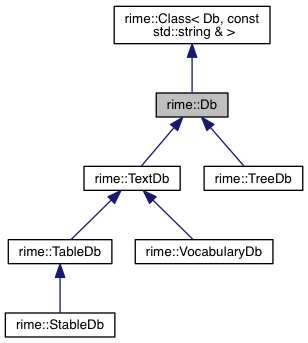 rime::Class< Db, const
std::string & >
rime::Db
rime::TextDb
rime::TreeDb
rime::TableDb
rime::VocabularyDb
rime::StableDb